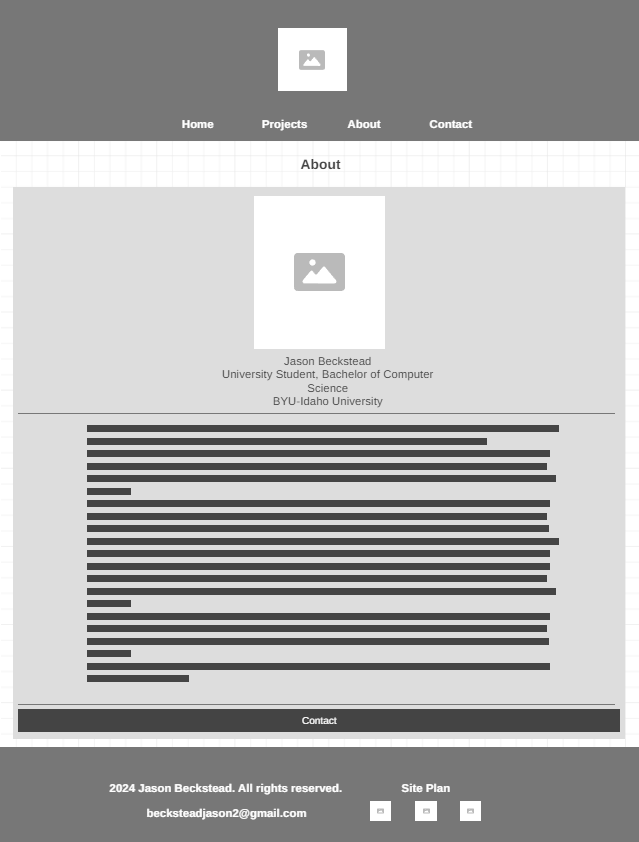 Home Projects About Contact
About
Jason Beckstead
University Student, Bachelor of Computer
Science
BYU-Idaho University
Contact
2024 Jason Beckstead. All rights reserved. Site Plan
becksteadjason2@gmail.com